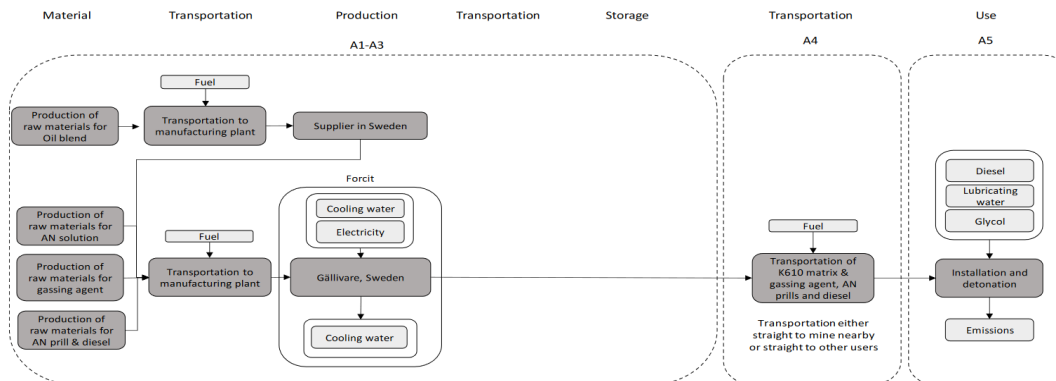 Material
Transportation
Production
Transportation
Storage
Transportation
Use
A1-A3
A4
A5
Fuel
Production of
raw materials for
Oil blend
Transportation to
manufacturing plant
Supplier in Sweden
Forcit
Cooling water
Electricity
Production of
raw materials for
AN solution
Production of
raw materials for
gassing agent
Production of
raw materials for
AN prill & diesel
Fuel
Transportation to
manufacturing plant
Gällivare, Sweden
Cooling water
Fuel
Transportation of
K610 matrix &
gassing agent, AN
prills and diesel
Transportation either
straight to mine nearby
or straight to other users
Diesel
Lubricating
water
Glycol
Installation and
detonation
Emissions